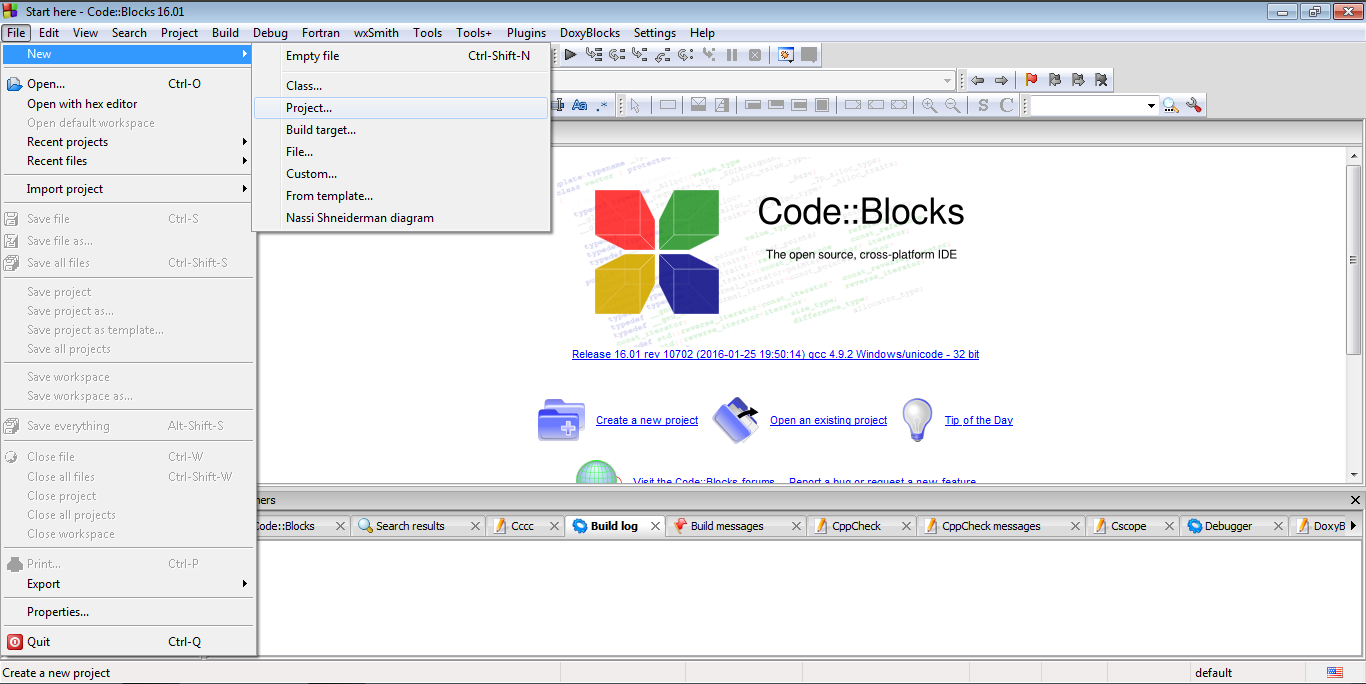 Start here - Code::Blocks 16.01
File Edit View Search Project Build Debug Fortran wxSmith Tools Tools+ Plugins DoxyBlocks Settings Help
New
Open... Ctrl-O
Open with hex editor
Open default workspace
Recent projects
Recent files
Import project
Save file Ctrl-S
Save file as...
Save all files Ctrl-Shift-S
Save project
Save project as...
Save project as template...
Save all projects
Save workspace
Save workspace as...
Save everything Alt-Shift-S
Close file Ctrl-W
Close all files Ctrl-Shift-W
Close project
Close all projects
Close workspace
Print... Ctrl-P
Export
Properties...
Quit Ctrl-Q
Empty file Ctrl-Shift-N
Class...
Project...
Build target...
File...
Custom...
From template...
Nassi Shneiderman diagram
Aa .*
S C
Code::Blocks
The open source, cross-platform IDE
Release 16.01 rev 10702 (2016-01-25 19:50:14) gcc 4.9.2 Windows/unicode - 32 bit
Create a new project Open an existing project Tip of the Day
Visit the Code::Blocks forums Report a bug or request a new feature
hers
Code::Blocks Search results Cccc Build log Build messages CppCheck CppCheck messages Cscope Debugger DoxyB
Create a new project default